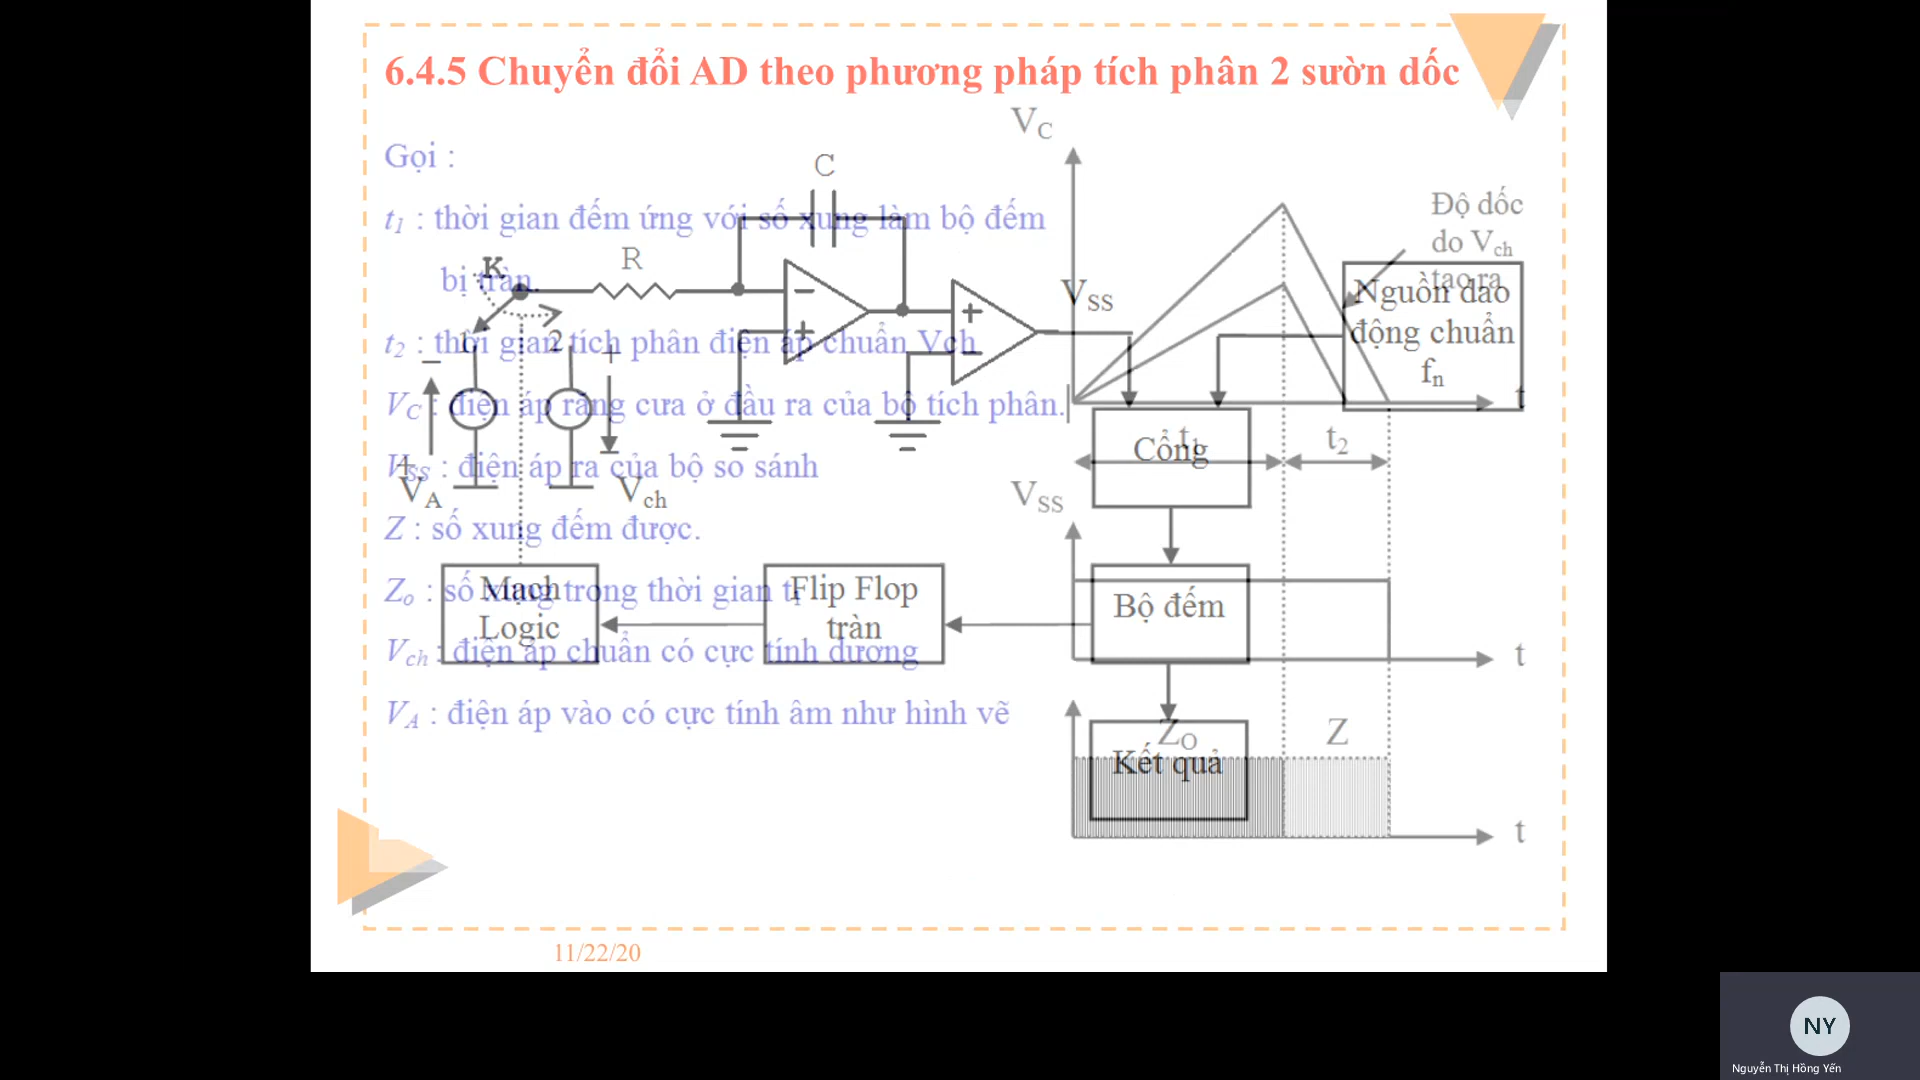 6.4.5 Chuyển đổi AD theo phương pháp tích phân 2 sườn dốc
Gọi :
t1 : thời gian đếm ứng với số xung làm bộ đếm
bị tràn.
t2 : thời gian tích phân điện áp chuẩn Vch
VC : điện áp răng cưa ở đầu ra của bộ tích phân.
VSS : điện áp ra của bộ so sánh
Z : số xung đếm được.
Zo : số xung trong thời gian t1
Vch : điện áp chuẩn có cực tính dương
VA : điện áp vào có cực tính âm như hình vẽ
C
R
K
1
2
−
+
−
+
+
−
+
−
VA
Vch
VSS
Nguồn dao
động chuẩn
fn
Cổng
Bộ đếm
Flip Flop
tràn
Mạch
Logic
Kết quả
VC
Độ dốc
do Vch
tạo ra
t
t1
t2
VSS
t
ZO
Z
t
11/22/20
NY
Nguyễn Thị Hồng Yến